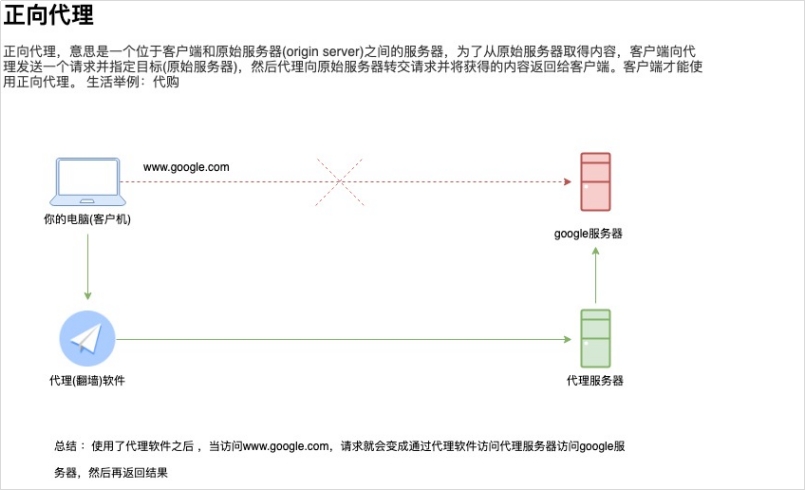 正向代理
正向代理，意思是一个位于客户端和原始服务器(origin server)之间的服务器，为了从原始服务器取得内容，客户端向代
理发送一个请求并指定目标(原始服务器)，然后代理向原始服务器转交请求并将获得的内容返回给客户端。客户端才能使
用正向代理。 生活举例：代购
www.google.com
你的电脑(客户机)
google服务器
代理(翻墙)软件
代理服务器
总结 ：使用了代理软件之后 ，当访问www.google.com，请求就会变成通过代理软件访问代理服务器访问google服
务器，然后再返回结果